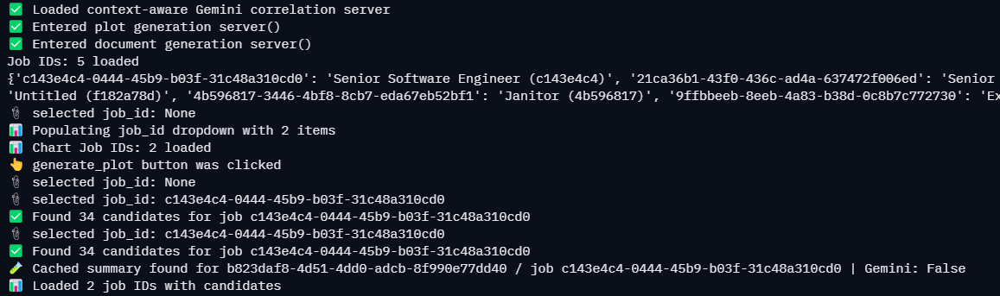 ✅ Loaded context-aware Gemini correlation server
✅ Entered plot generation server()
✅ Entered document generation server()
Job IDs: 5 loaded
{'c143e4c4-0444-45b9-b03f-31c48a310cd0': 'Senior Software Engineer (c143e4c4)', '21ca36b1-43f0-436c-ad4a-637472f006ed': 'Senior
'Untitled (f182a78d)', '4b596817-3446-4bf8-8cb7-eda67eb52bf1': 'Janitor (4b596817)', '9ffbbeeb-8eeb-4a83-b38d-0c8b7c772730': 'Ex
📎 selected job_id: None
📊 Populating job_id dropdown with 2 items
📊 Chart Job IDs: 2 loaded
👆 generate_plot button was clicked
📎 selected job_id: None
📎 selected job_id: c143e4c4-0444-45b9-b03f-31c48a310cd0
✅ Found 34 candidates for job c143e4c4-0444-45b9-b03f-31c48a310cd0
📎 selected job_id: c143e4c4-0444-45b9-b03f-31c48a310cd0
✅ Found 34 candidates for job c143e4c4-0444-45b9-b03f-31c48a310cd0
🧪 Cached summary found for b823daf8-4d51-4dd0-adcb-8f990e77dd40 / job c143e4c4-0444-45b9-b03f-31c48a310cd0 | Gemini: False
📊 Loaded 2 job IDs with candidates